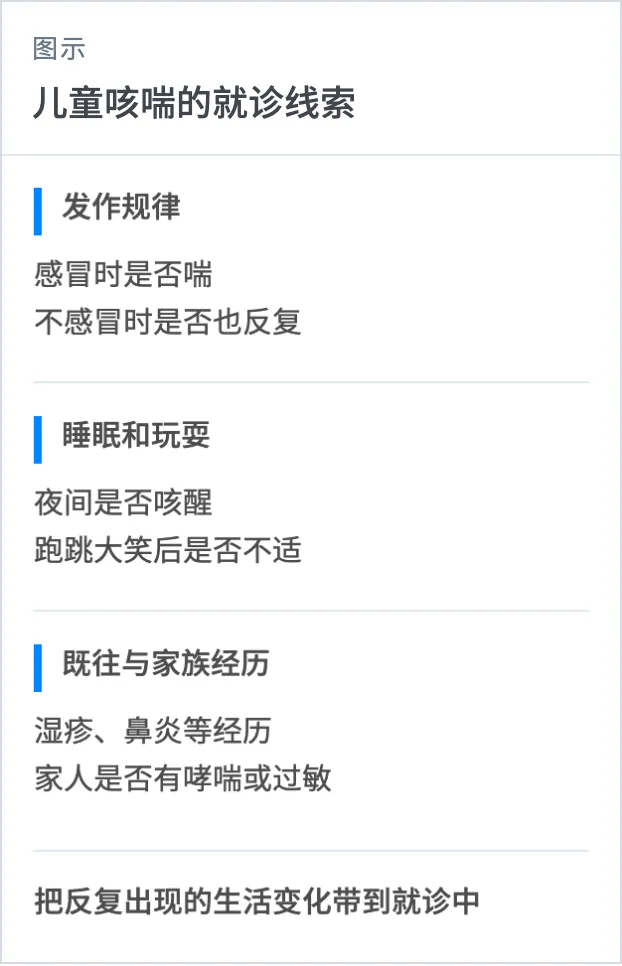 图示
儿童咳喘的就诊线索
发作规律
感冒时是否喘
不感冒时是否也反复
睡眠和玩耍
夜间是否咳醒
跑跳大笑后是否不适
既往与家族经历
湿疹、鼻炎等经历
家人是否有哮喘或过敏
把反复出现的生活变化带到就诊中